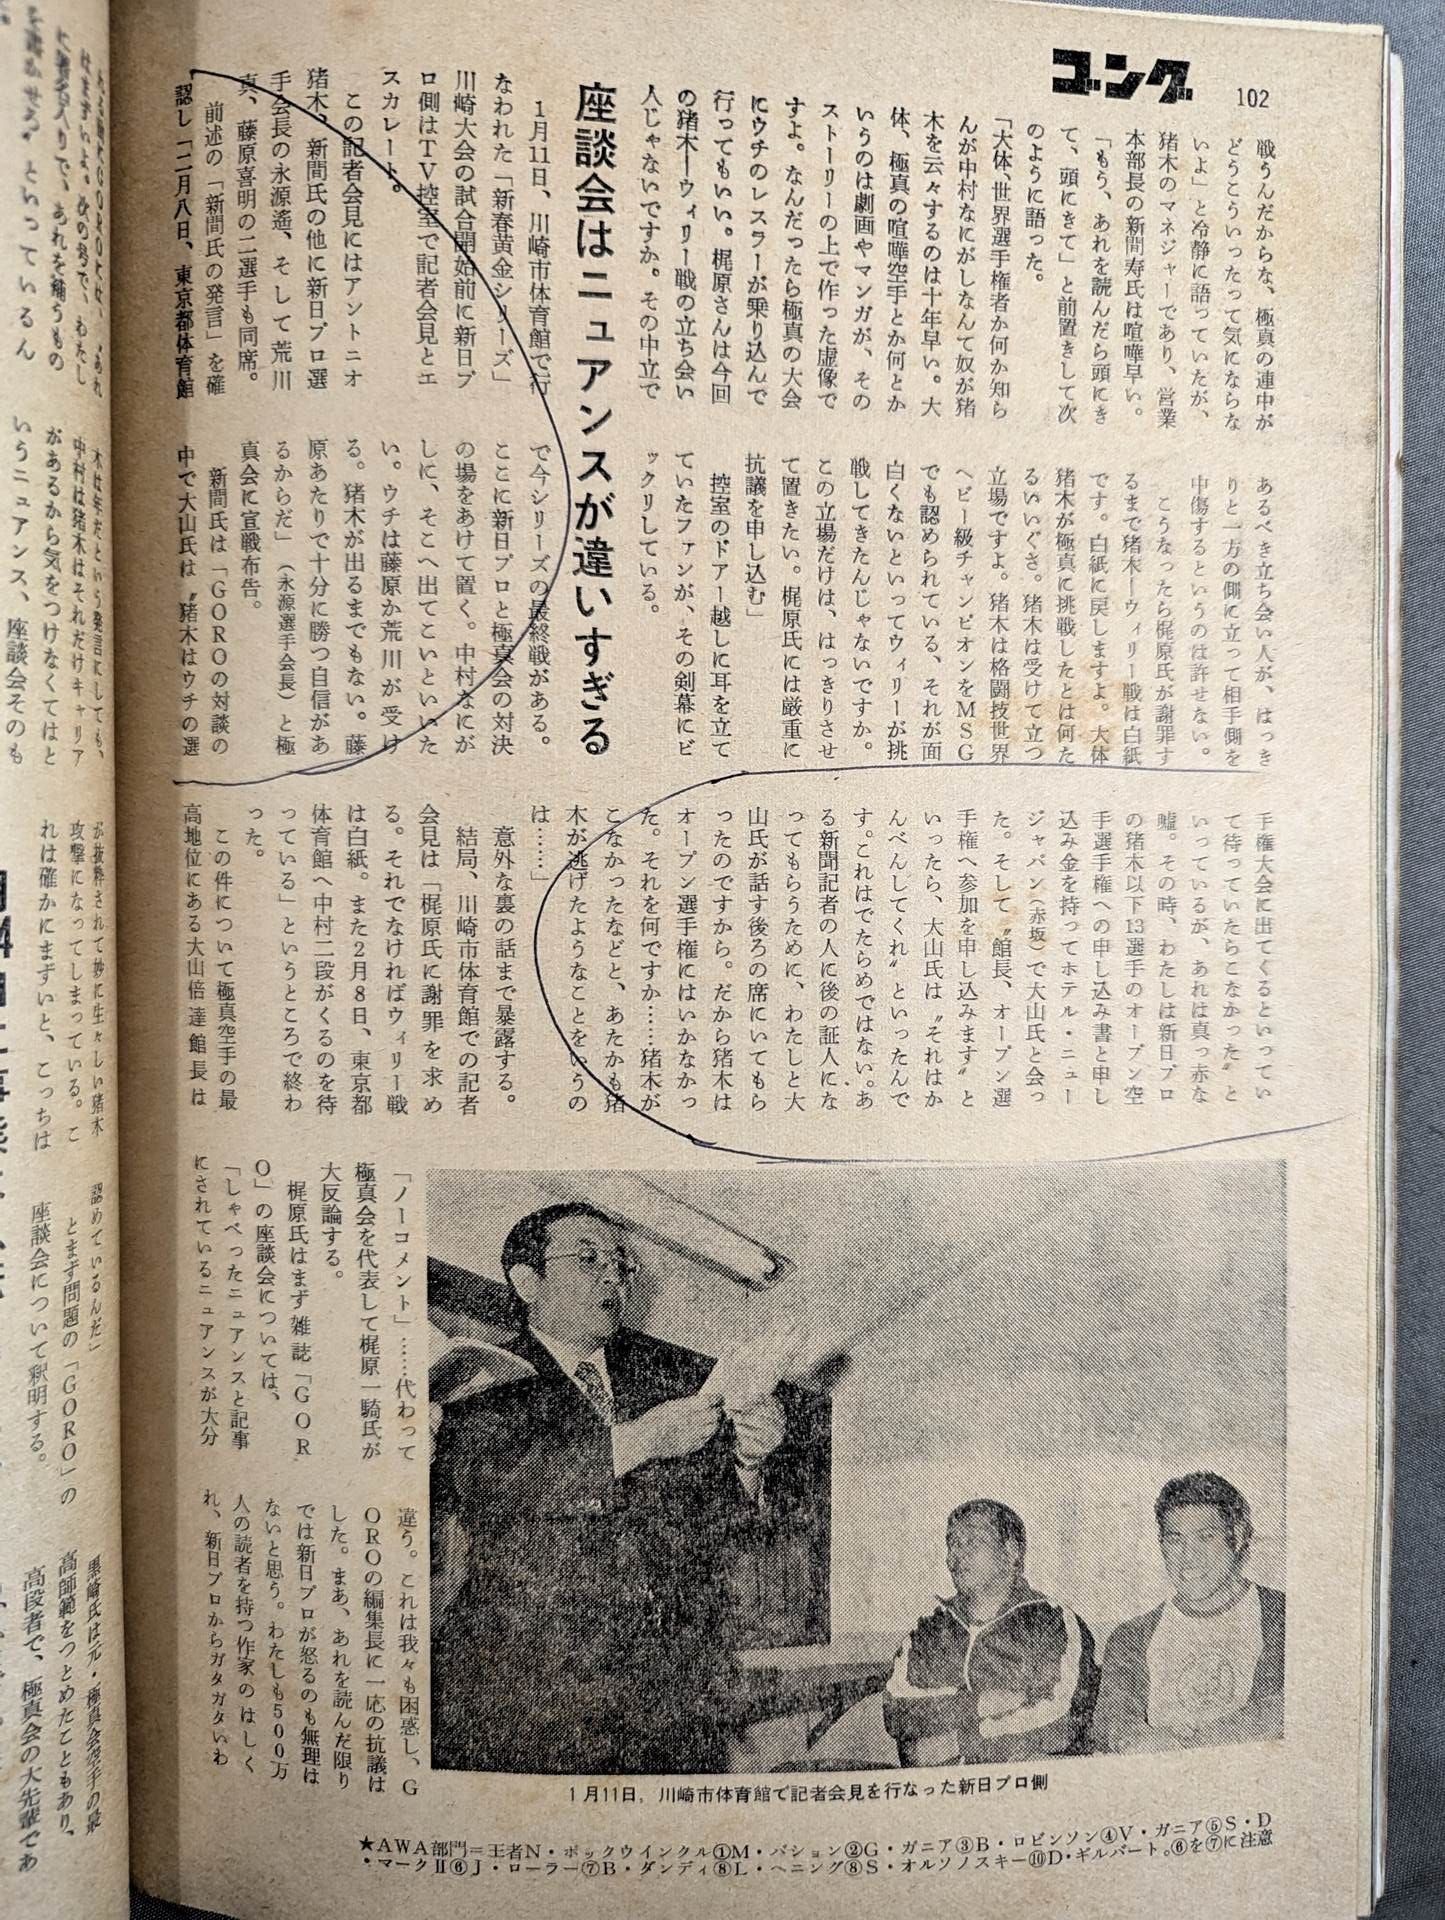 ゴング
102
戦うんだからな、極真の連中が
どうこういったって気にならな
いよ」と冷静に語っていたが、
猪木のマネジャーであり、営業
本部長の新間寿氏は喧嘩早い。
「もう、あれを読んだら頭にき
て、頭にきて」と前置きして次
のように語った。
「大体、世界選手権者か何か知ら
んが中村なにがしなんて奴が猪
木を云々するのは十年早い。大
体、極真の喧嘩空手とか何とか
いうのは劇画やマンガが、その
ストーリーの上で作った虚像で
すよ。なんだったら極真の大会
にウチのレスラーが乗り込んで
行ってもいい。梶原さんは今回
の猪木―ウィリー戦の立ち会い
人じゃないですか。その中立で
あるべき立ち会い人が、はっき
りと一方の側に立って相手側を
中傷するというのは許せない。
こうなったら梶原氏が謝罪す
るまで猪木―ウィリー戦は白紙
です。白紙に戻しますよ。大体
猪木が極真に挑戦したとは何た
るいいぐさ。猪木は受けて立つ
立場ですよ。猪木は格闘技世界
ヘビー級チャンピオンをMSG
でも認められている、それが面
白くないといってウィリーが挑
戦してきたんじゃないですか。
この立場だけは、はっきりさせ
て置きたい。梶原氏には厳重に
抗議を申し込む」
控室のドアー越しに耳を立て
ていたファンが、その剣幕にビ
ックリしている。
座談会はニュアンスが違いすぎる
1月11日、川崎市体育館で行
なわれた「新春黄金シリーズ」
川崎大会の試合開始前に新日プ
ロ側はTV控室で記者会見とエ
スカレート。
この記者会見にはアントニオ
猪木、新間氏の他に新日プロ選
手会長の永源遙、そして荒川
真、藤原喜明の二選手も同席。
前述の「新間氏の発言」を確
認し「二月八日、東京都体育館
で今シリーズの最終戦がある。
ここに新日プロと極真会の対決
の場をあけて置く。中村なにが
しに、そこへ出てこいといいた
い。ウチは藤原か荒川が受け
る。猪木が出るまでもない。藤
原あたりで十分に勝つ自信があ
るからだ」（永源選手会長）と極
真会に宣戦布告。
新間氏は「GOROの対談の
中で大山氏は〝猪木はウチの選
手権大会に出てくるといってい
て待っていたらこなかった〟と
いっているが、あれは真っ赤な
嘘。その時、わたしは新日プロ
の猪木以下13選手のオープン空
手選手権への申し込み書と申し
込み金を持ってホテル・ニュー
ジャパン（赤坂）で大山氏と会っ
た。そして〝館長、オープン選
手権へ参加を申し込みます〟と
いったら、大山氏は〝それはか
んべんしてくれ〟といったんで
す。これはでたらめではない。あ
る新聞記者の人に後の証人にな
ってもらうために、わたしと大
山氏が話す後ろの席にいてもら
ったのですから。だから猪木は
オープン選手権にはいかなかっ
た。それを何ですか……猪木が
こなかったなどと、あたかも猪
木が逃げたようなことをいうの
は……」
意外な裏の話まで暴露する。
結局、川崎市体育館での記者
会見は「梶原氏に謝罪を求め
る。それでなければウィリー戦
は白紙。また2月8日、東京都
体育館へ中村二段がくるのを待
っている」というところで終わ
った。
この件について極真空手の最
高地位にある大山倍達館長は
「ノーコメント」……代わって
極真会を代表して梶原一騎氏が
大反論する。
梶原氏はまず雑誌「GOR
O」の座談会については、
「しゃべったニュアンスと記事
にされているニュアンスが大分
違う。これは我々も困惑し、G
OROの編集長に一応の抗議は
した。まあ、あれを読んだ限り
では新日プロが怒るのも無理は
ないと思う。わたしも500万
人の読者を持つ作家のはしく
れ、新日プロからガタガタいわ
1月11日，川崎市体育館で記者会見を行なった新日プロ側
★AWA部門＝王者N・ボックウインクル①M・バション②G・ガニア③B・ロビンソン④V・ガニア⑤S・D
・マークⅡ⑥J・ローラー⑦B・ダンディ⑧L・ヘニング⑧S・オルソノスキー⑩D・ギルバート。⑥を⑦に注意
木は年だという発言にしても、
中村は猪木はそれだけキャリア
があるから気をつけなくてはと
いうニュアンス、座談会そのも
が抜粋されて妙に生々しい猪木
攻撃になってしまっている。こ
れは確かにまずいと、こっちは
認めているんだ」
とまず問題の「GORO」の
座談会について釈明する。
黒崎氏は元・極真会空手の最
高師範をつとめたこともあり、
高段者で、極真会の大先輩であ